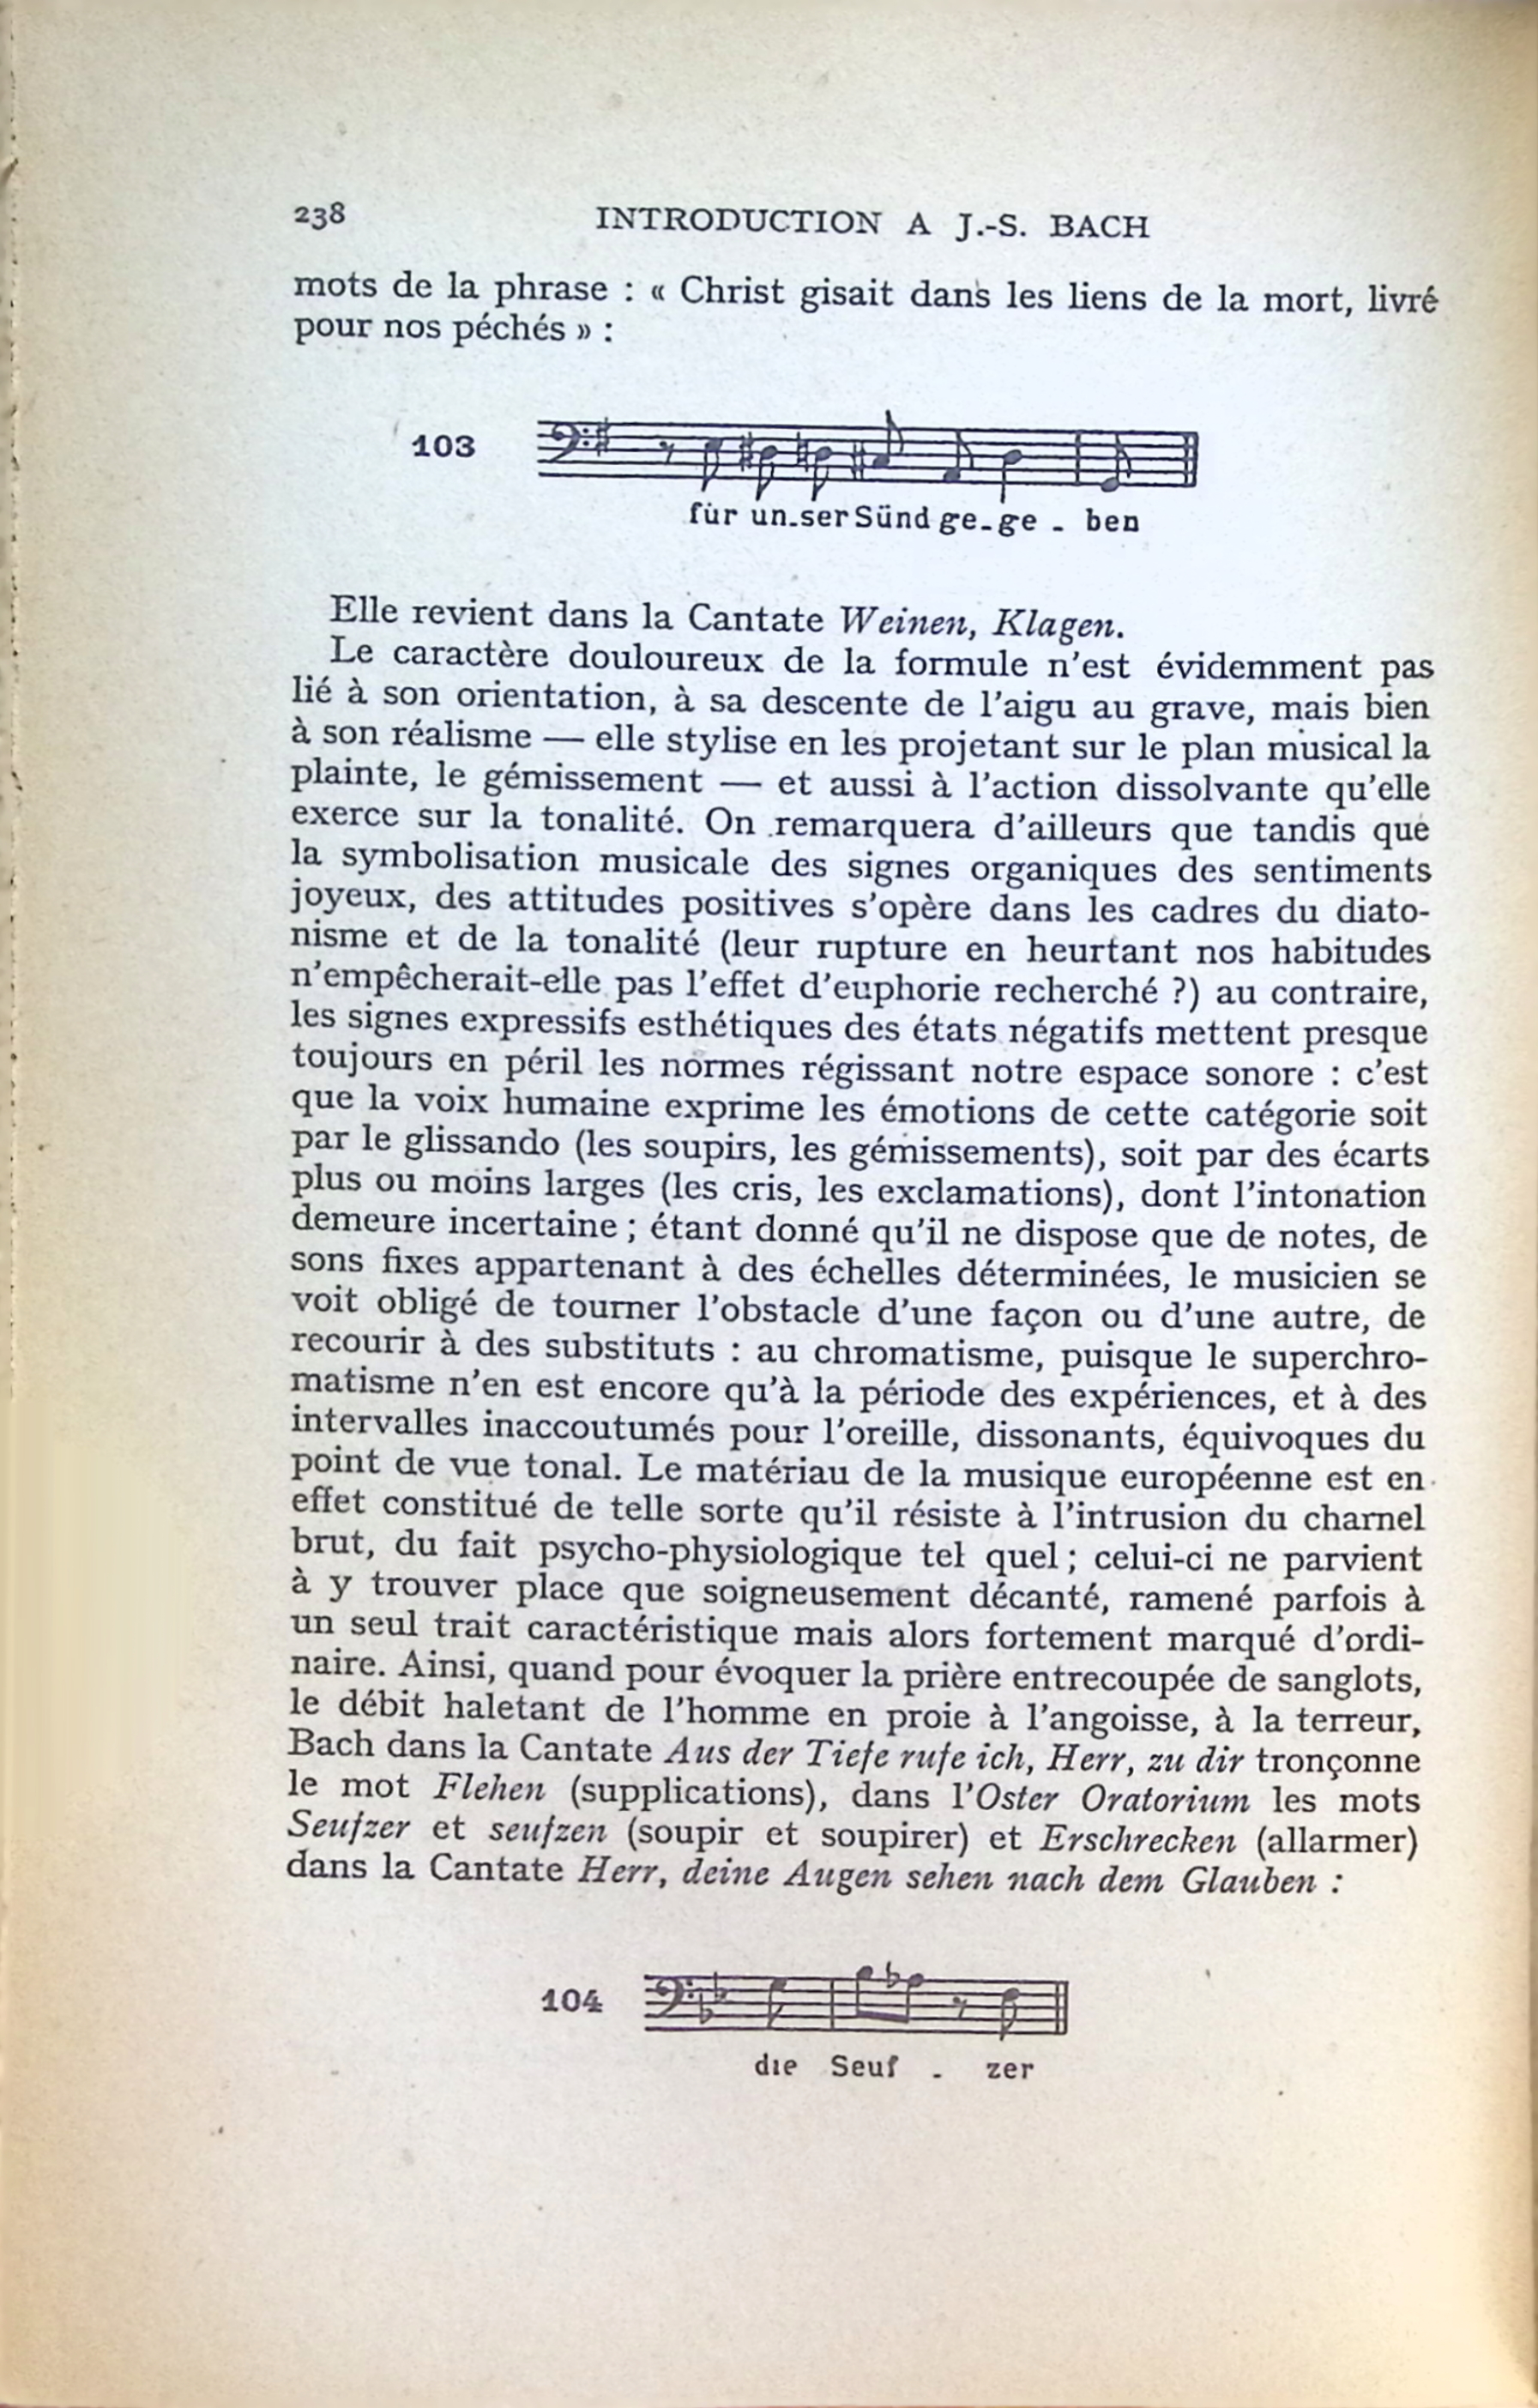 238 INTRODUCTION A J.-S. BACH
mots de la phrase : « Christ gisait dans les liens de la mort, livré
pour nos péchés » :
103
für un-ser Sünd ge-ge - ben
Elle revient dans la Cantate Weinen, Klagen.
Le caractère douloureux de la formule n'est évidemment pas
lié à son orientation, à sa descente de l'aigu au grave, mais bien
à son réalisme — elle stylise en les projetant sur le plan musical la
plainte, le gémissement — et aussi à l'action dissolvante qu'elle
exerce sur la tonalité. On remarquera d'ailleurs que tandis que
la symbolisation musicale des signes organiques des sentiments
joyeux, des attitudes positives s'opère dans les cadres du diato-
nisme et de la tonalité (leur rupture en heurtant nos habitudes
n'empêcherait-elle pas l'effet d'euphorie recherché ?) au contraire,
les signes expressifs esthétiques des états négatifs mettent presque
toujours en péril les normes régissant notre espace sonore : c'est
que la voix humaine exprime les émotions de cette catégorie soit
par le glissando (les soupirs, les gémissements), soit par des écarts
plus ou moins larges (les cris, les exclamations), dont l'intonation
demeure incertaine ; étant donné qu'il ne dispose que de notes, de
sons fixes appartenant à des échelles déterminées, le musicien se
voit obligé de tourner l'obstacle d'une façon ou d'une autre, de
recourir à des substituts : au chromatisme, puisque le superchro-
matisme n'en est encore qu'à la période des expériences, et à des
intervalles inaccoutumés pour l'oreille, dissonants, équivoques du
point de vue tonal. Le matériau de la musique européenne est en
effet constitué de telle sorte qu'il résiste à l'intrusion du charnel
brut, du fait psycho-physiologique tel quel ; celui-ci ne parvient
à y trouver place que soigneusement décanté, ramené parfois à
un seul trait caractéristique mais alors fortement marqué d'ordi-
naire. Ainsi, quand pour évoquer la prière entrecoupée de sanglots,
le débit haletant de l'homme en proie à l'angoisse, à la terreur,
Bach dans la Cantate Aus der Tiefe rufe ich, Herr, zu dir tronçonne
le mot Flehen (supplications), dans l'Oster Oratorium les mots
Seufzer et seufzen (soupir et soupirer) et Erschrecken (allarmer)
dans la Cantate Herr, deine Augen sehen nach dem Glauben :
104
die Seuf - zer